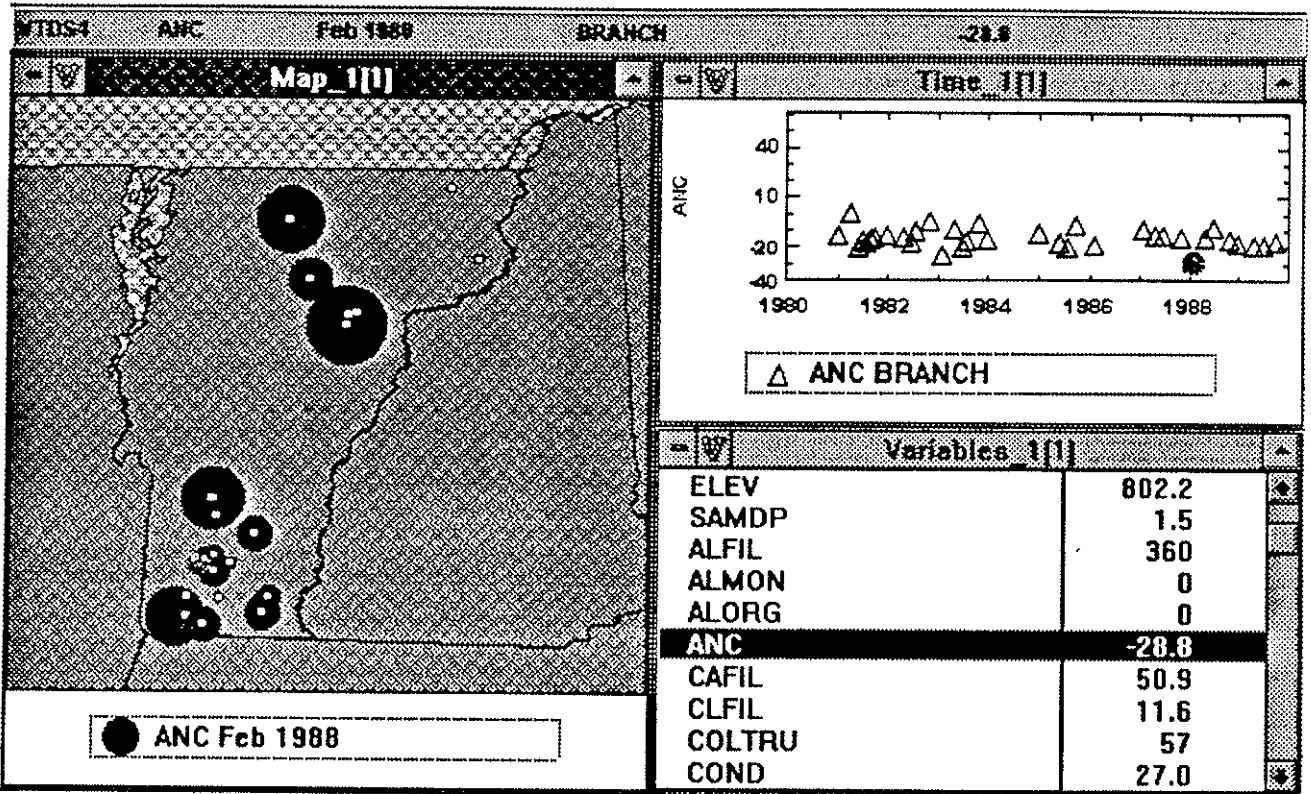 ANC Feb 1988 BRANCH -28.8
Map_1[1]
ANC Feb 1988
Time_1[1]
ANC
40
10
-20
-40
1980 1982 1984 1986 1988
ANC BRANCH
Variables_1[1]
ELEV 802.2
SAMDP 1.5
ALFIL 360
ALMON 0
ALORG 0
ANC -28.8
CAFIL 50.9
CLFIL 11.6
COLTRU 57
COND 27.0